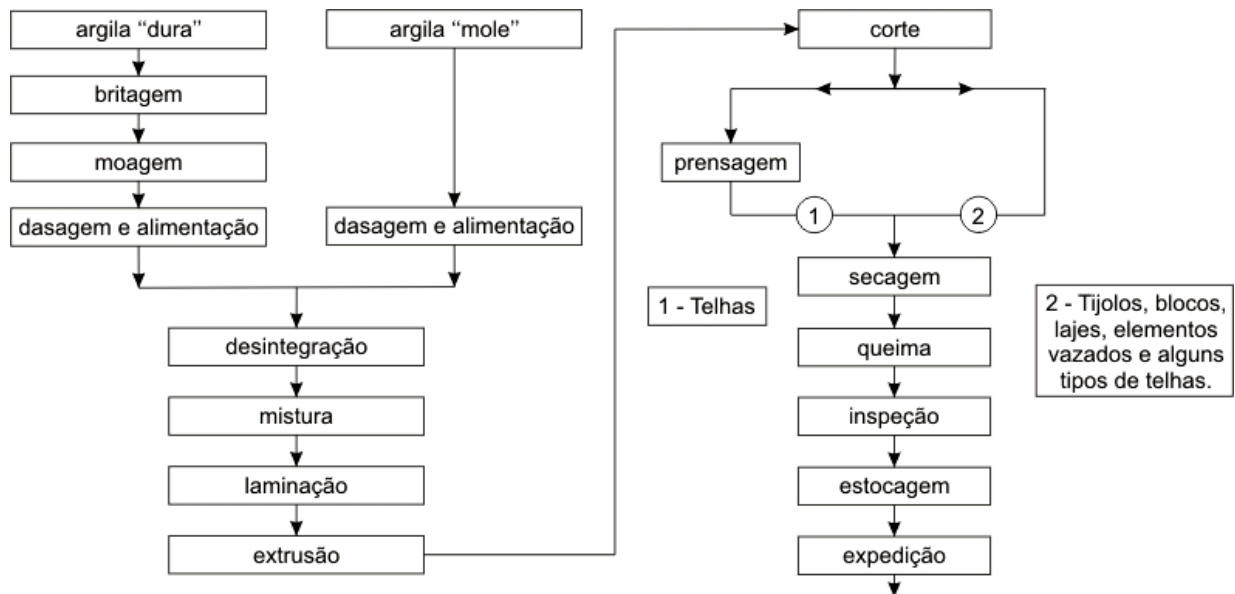 argila “dura”
britagem
moagem
dasagem e alimentação
argila “mole”
dasagem e alimentação
desintegração
mistura
laminação
extrusão
corte
prensagem
1
2
secagem
queima
inspeção
estocagem
expedição
1 - Telhas
2 - Tijolos, blocos,
lajes, elementos
vazados e alguns
tipos de telhas.